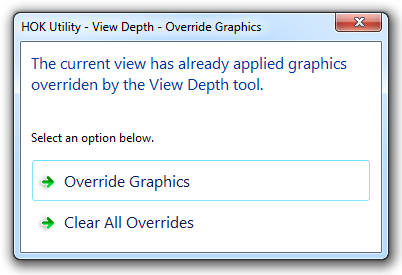 HOK Utility - View Depth - Override Graphics
The current view has already applied graphics
overriden by the View Depth tool.
Select an option below.
Override Graphics
Clear All Overrides